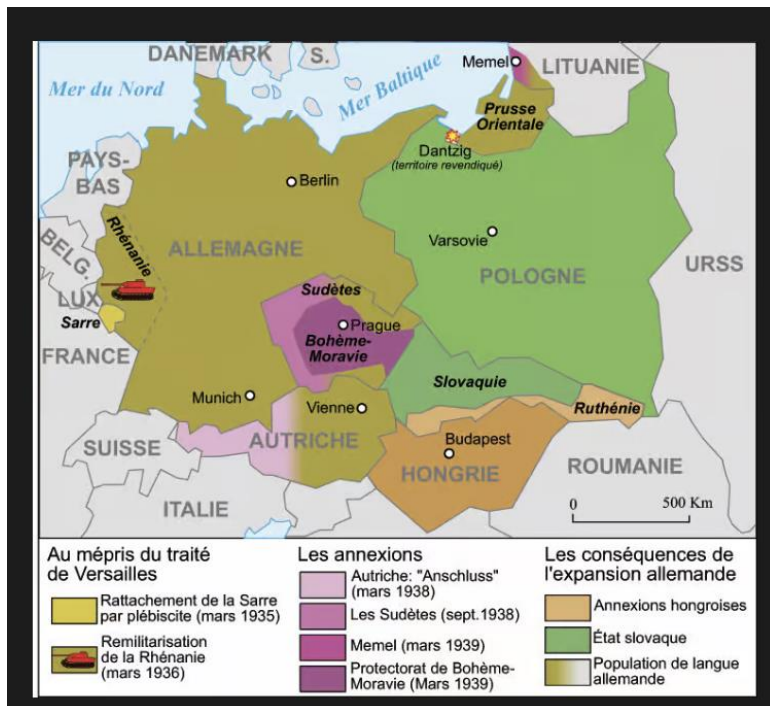 DANEMARK
S.
Mer du Nord
Mer Baltique
Memel
LITUANIE
Prusse
Orientale
PAYS-
BAS
Dantzig
(territoire revendiqué)
Berlin
Rhénanie
BELG.
ALLEMAGNE
Varsovie
POLOGNE
URSS
LUX
Sarre
Sudètes
Prague
Bohème-
Moravie
FRANCE
Slovaquie
Munich
Vienne
Ruthénie
AUTRICHE
Budapest
SUISSE
HONGRIE
ROUMANIE
ITALIE
0
500 Km
Au mépris du traité
de Versailles
Rattachement de la Sarre
par plébiscite (mars 1935)
Remilitarisation
de la Rhénanie
(mars 1936)
Les annexions
Autriche: "Anschluss"
(mars 1938)
Les Sudètes (sept.1938)
Memel (mars 1939)
Protectorat de Bohème-
Moravie (Mars 1939)
Les conséquences de
l'expansion allemande
Annexions hongroises
État slovaque
Population de langue
allemande